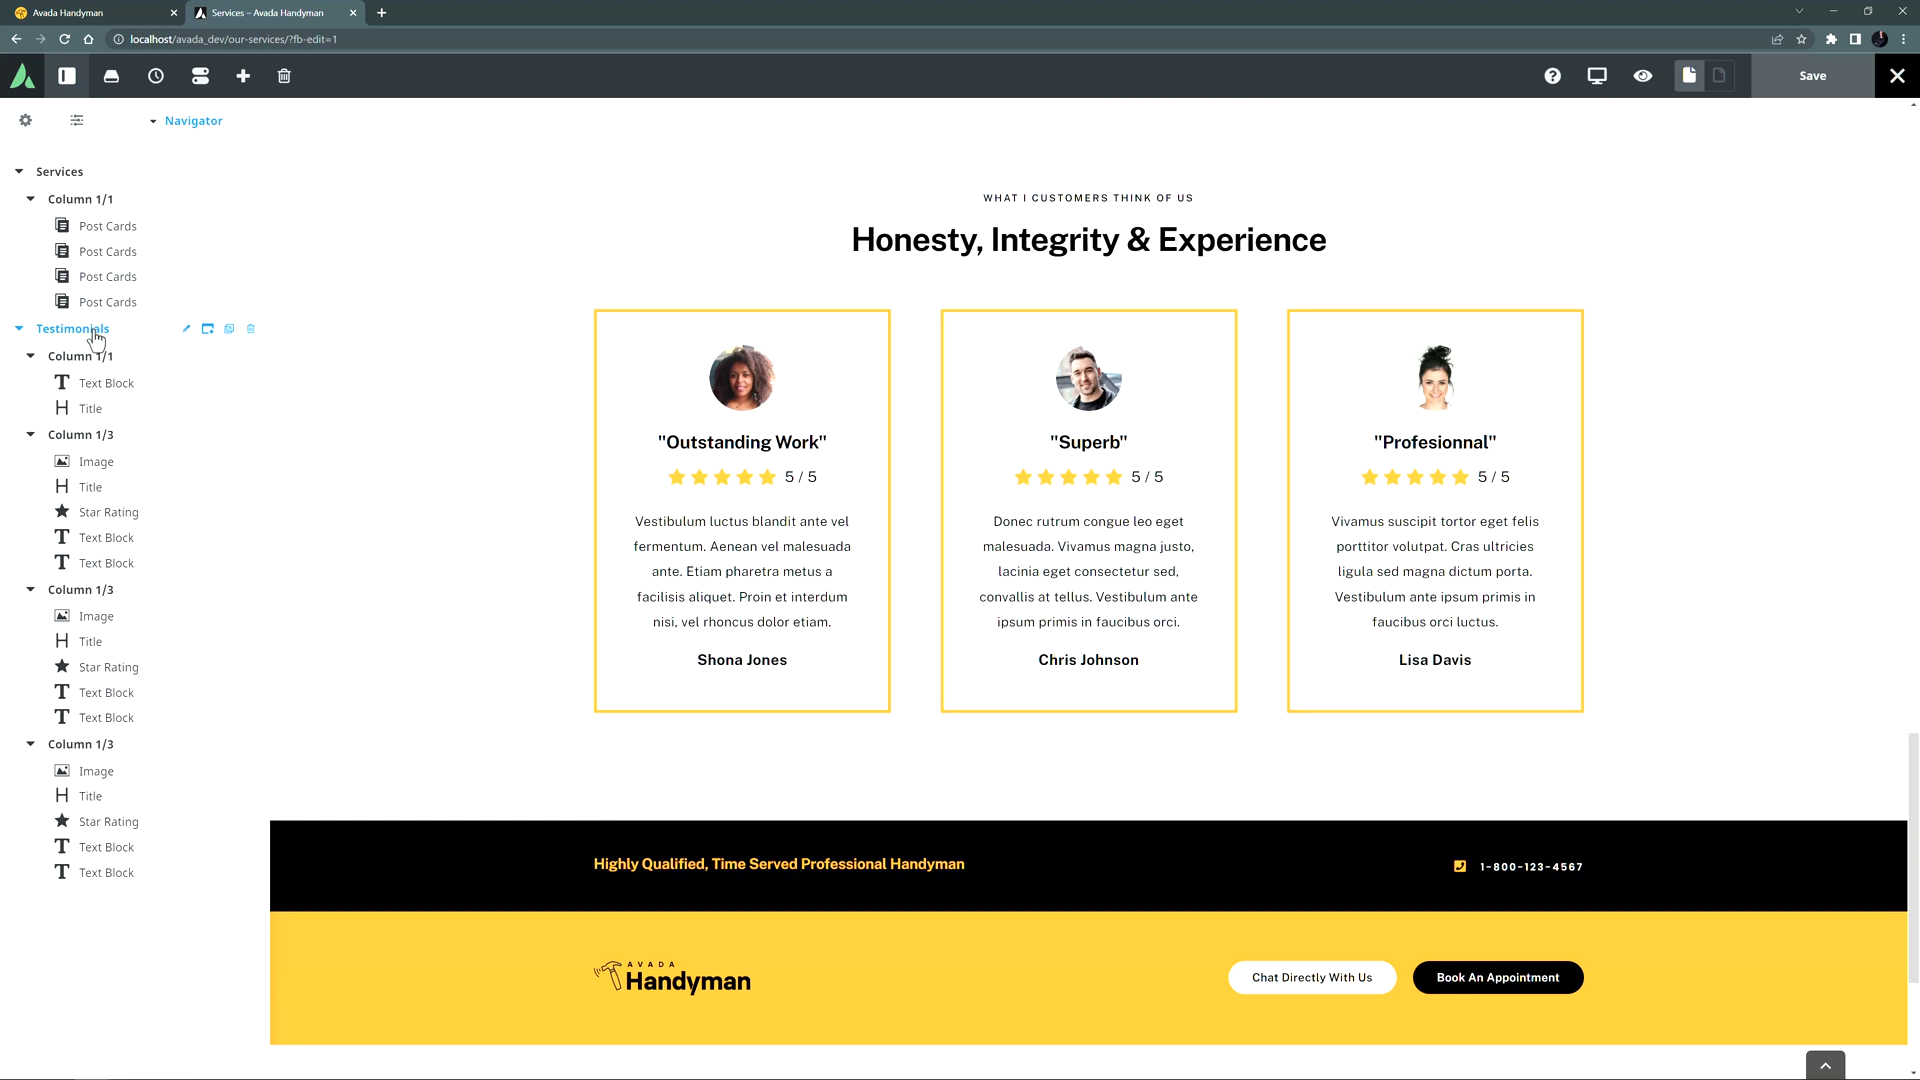 Avada Handyman
Services – Avada Handyman
localhost/avada_dev/our-services/?fb-edit=1
Save
Navigator
Services
Column 1/1
Post Cards
Post Cards
Post Cards
Post Cards
Testimonials
Column 1/1
Text Block
Title
Column 1/3
Image
Title
Star Rating
Text Block
Text Block
Column 1/3
Image
Title
Star Rating
Text Block
Text Block
Column 1/3
Image
Title
Star Rating
Text Block
Text Block
WHAT I CUSTOMERS THINK OF US
Honesty, Integrity & Experience
"Outstanding Work"
5 / 5
Vestibulum luctus blandit ante vel
fermentum. Aenean vel malesuada
ante. Etiam pharetra metus a
facilisis aliquet. Proin et interdum
nisi, vel rhoncus dolor etiam.
Shona Jones
"Superb"
5 / 5
Donec rutrum congue leo eget
malesuada. Vivamus magna justo,
lacinia eget consectetur sed,
convallis at tellus. Vestibulum ante
ipsum primis in faucibus orci.
Chris Johnson
"Profesionnal"
5 / 5
Vivamus suscipit tortor eget felis
porttitor volutpat. Cras ultricies
ligula sed magna dictum porta.
Vestibulum ante ipsum primis in
faucibus orci luctus.
Lisa Davis
Highly Qualified, Time Served Professional Handyman
1-800-123-4567
AVADA
Handyman
Chat Directly With Us
Book An Appointment